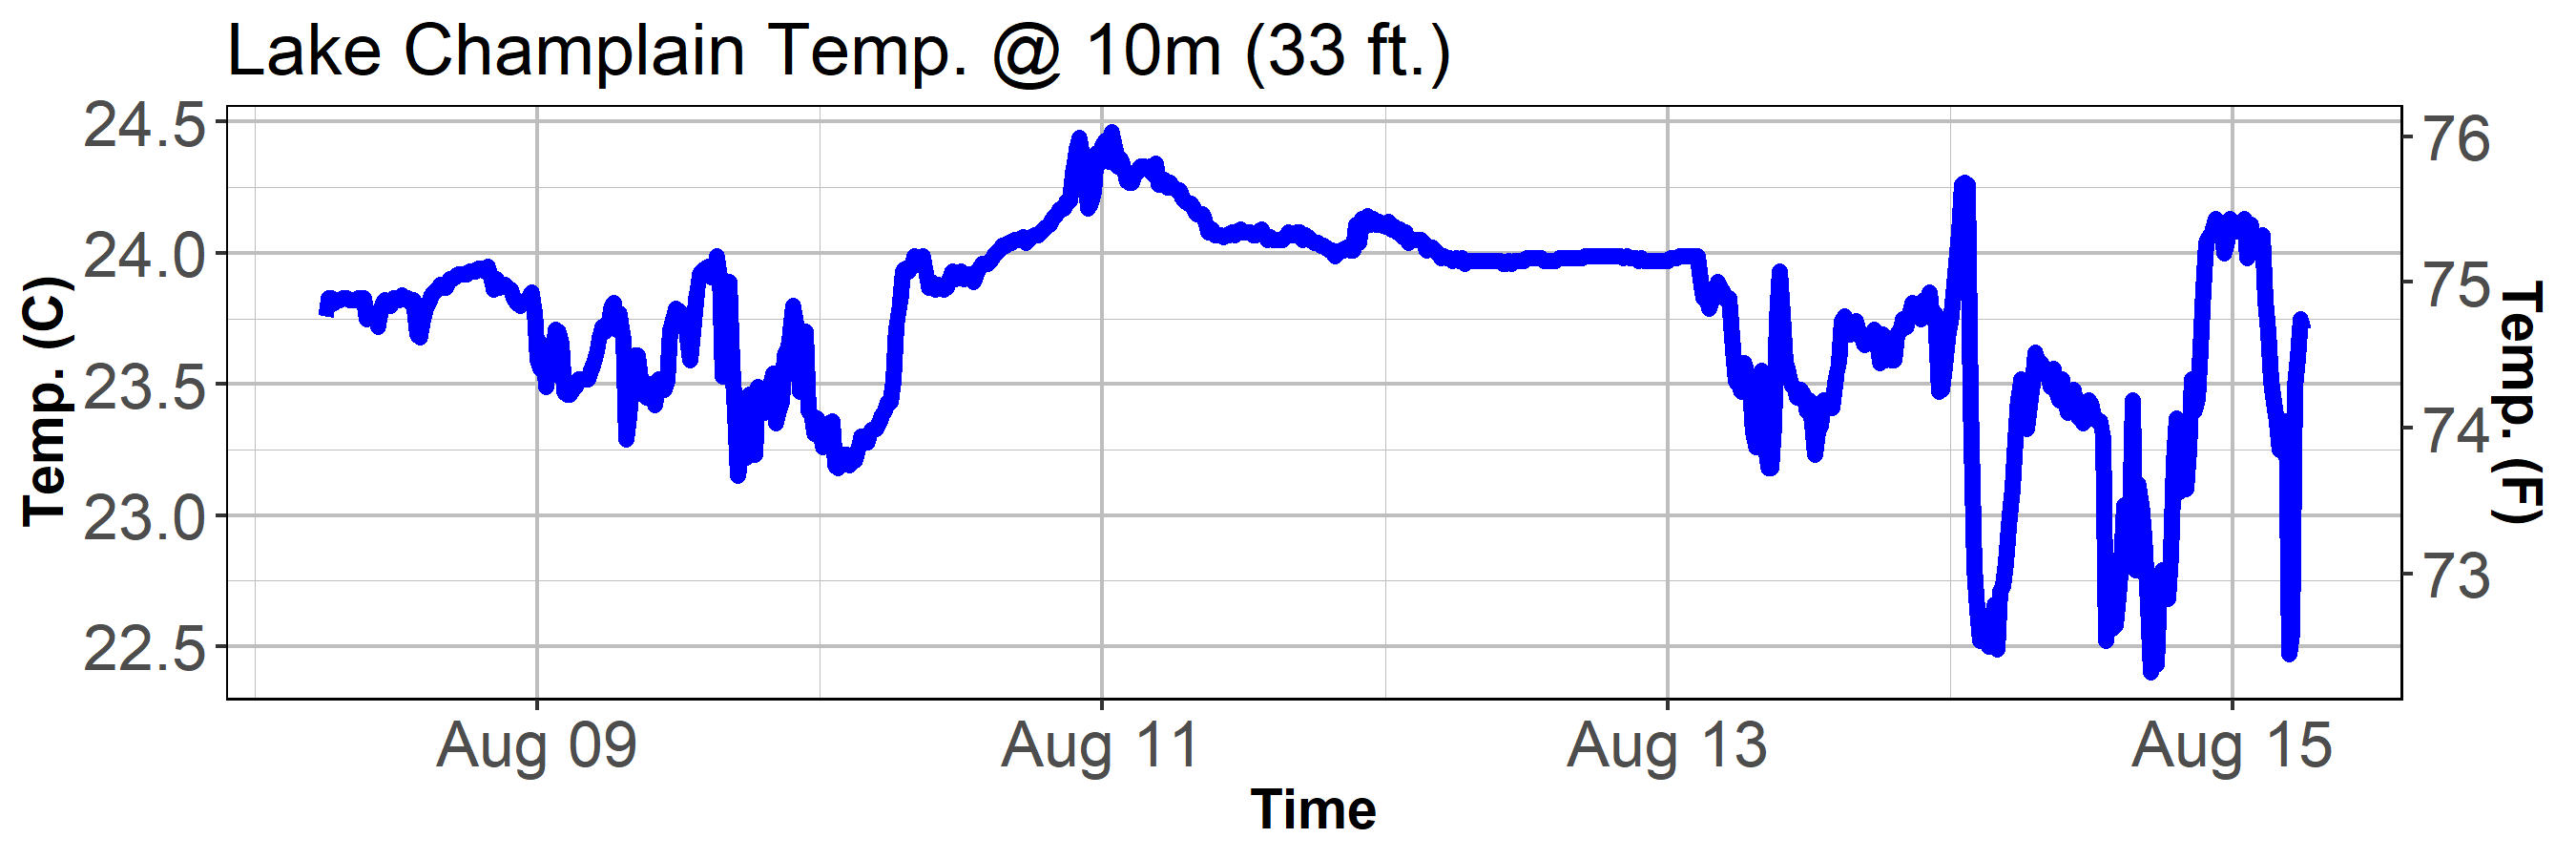 Lake Champlain Temp. @ 10m (33 ft.)
Temp. (C)
24.5
24.0
23.5
23.0
22.5
76
75
74
73
Temp. (F)
Aug 09
Aug 11
Aug 13
Aug 15
Time